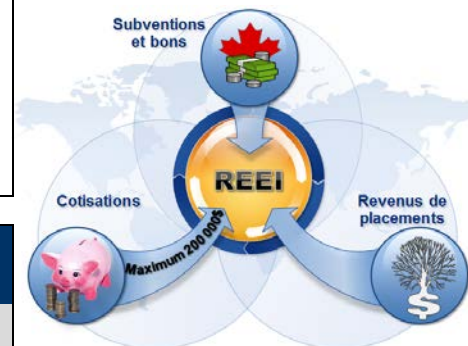 Subventions
et bons
REEI
Cotisations
Maximum 200 000$
Revenus de
placements
$